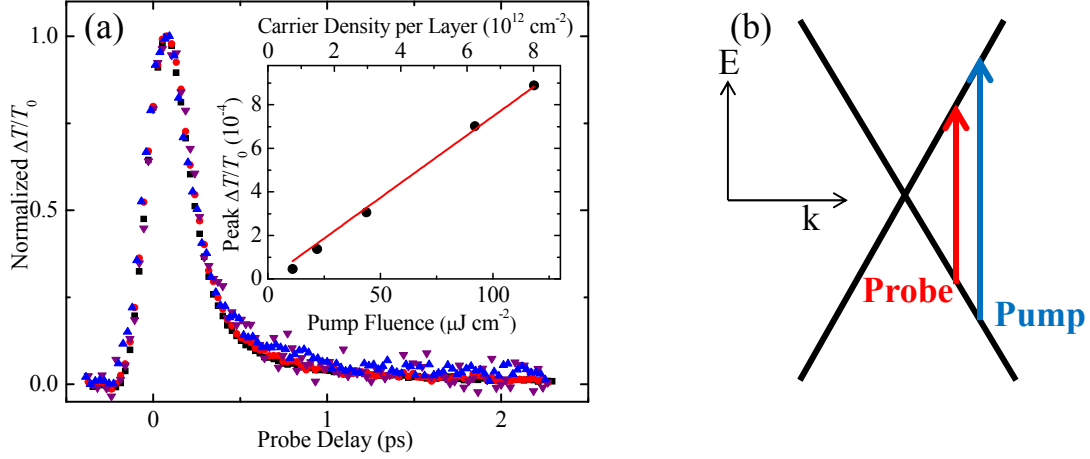 (a)
Carrier Density per Layer (10¹² cm⁻²)
0 2 4 6 8
Normalized ΔT/T₀
1.0
0.5
0.0
Peak ΔT/T₀ (10⁻⁴)
8
6
4
2
0
0 50 100
Pump Fluence (μJ cm⁻²)
0 1 2
Probe Delay (ps)
(b)
E
k
Probe
Pump